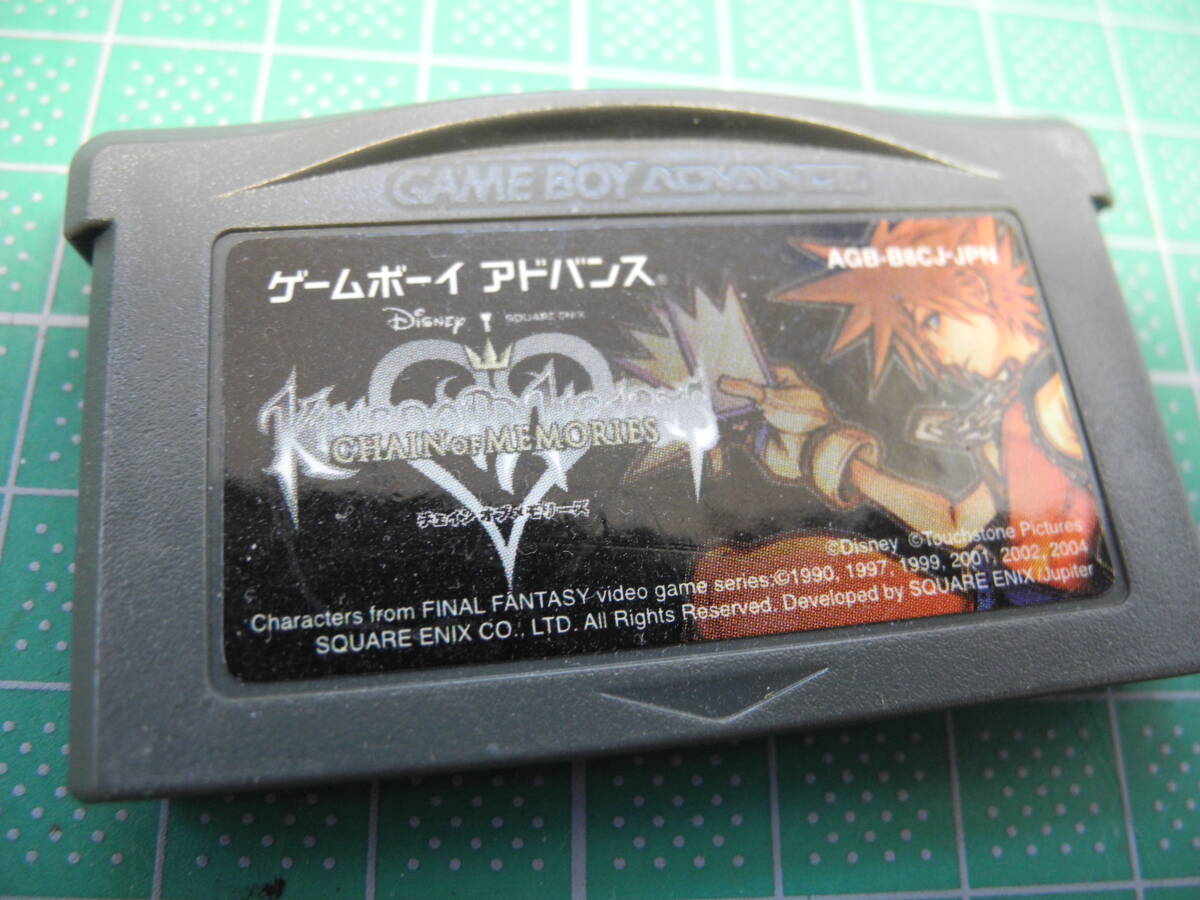 GAME BOY ADVANCE
ゲームボーイ アドバンス
AGB-B8CJ-JPN
Disney SQUARE ENIX
KINGDOM HEARTS
CHAIN OF MEMORIES
チェイン オブ メモリーズ
©Disney ©Touchstone Pictures
Characters from FINAL FANTASY video game series:©1990, 1997, 1999, 2001, 2002, 2004
SQUARE ENIX CO., LTD. All Rights Reserved. Developed by SQUARE ENIX/Jupiter